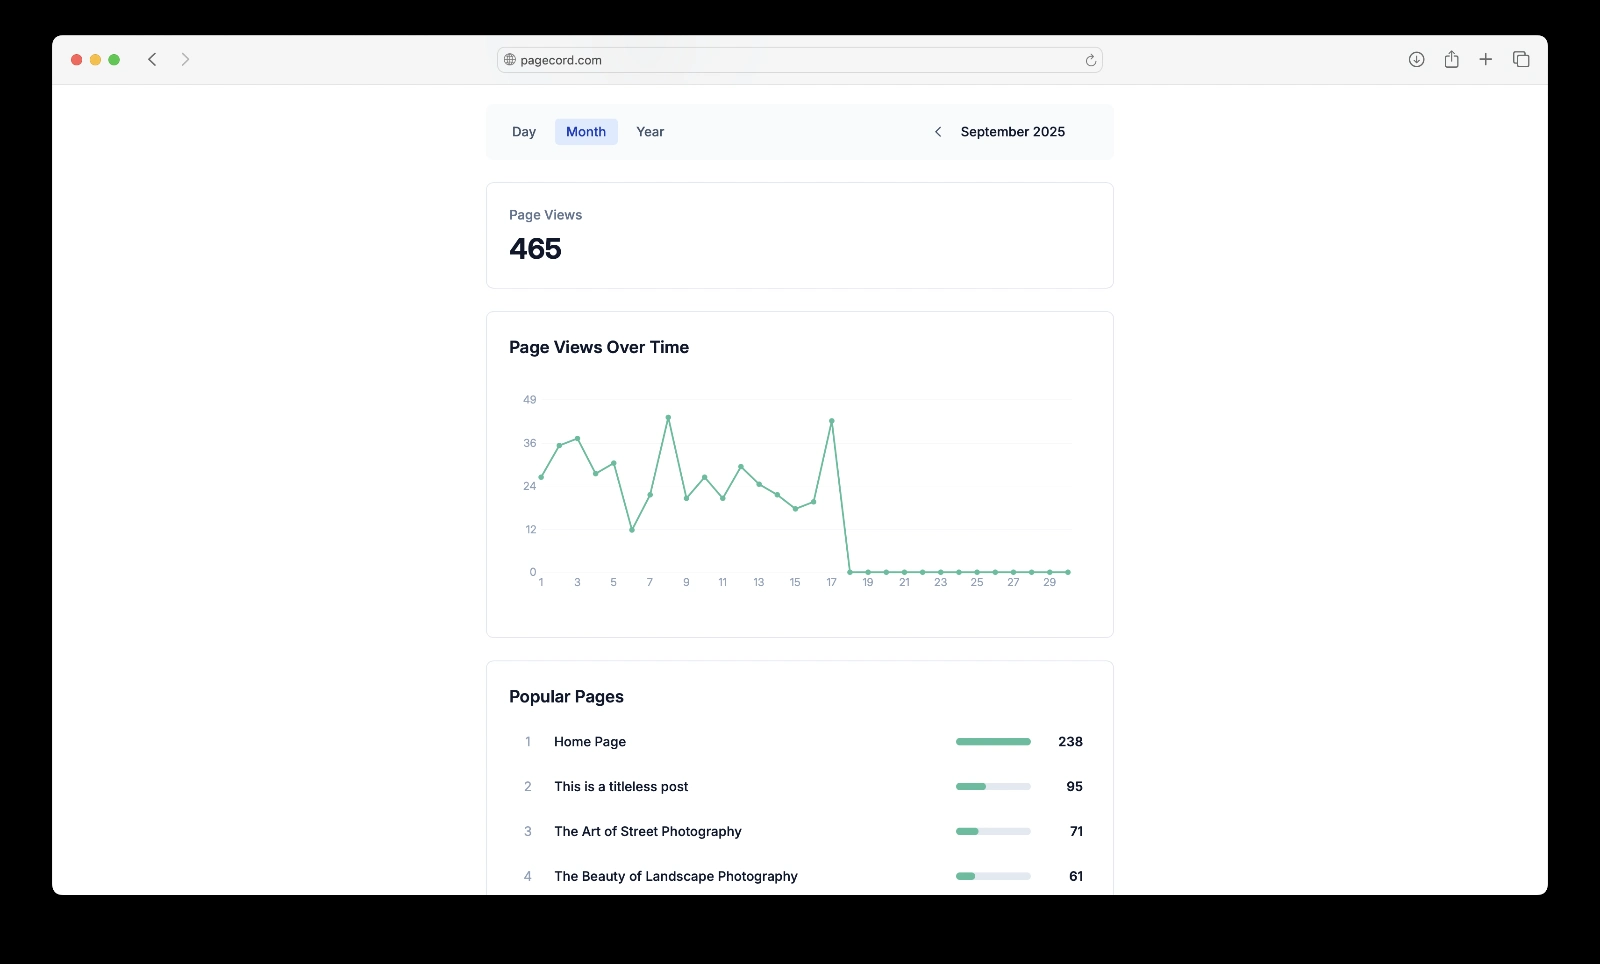 pagecord.com
Day Month Year September 2025
Page Views
465
Page Views Over Time
49
36
24
12
0
1 3 5 7 9 11 13 15 17 19 21 23 25 27 29
Popular Pages
1 Home Page 238
2 This is a titleless post 95
3 The Art of Street Photography 71
4 The Beauty of Landscape Photography 61